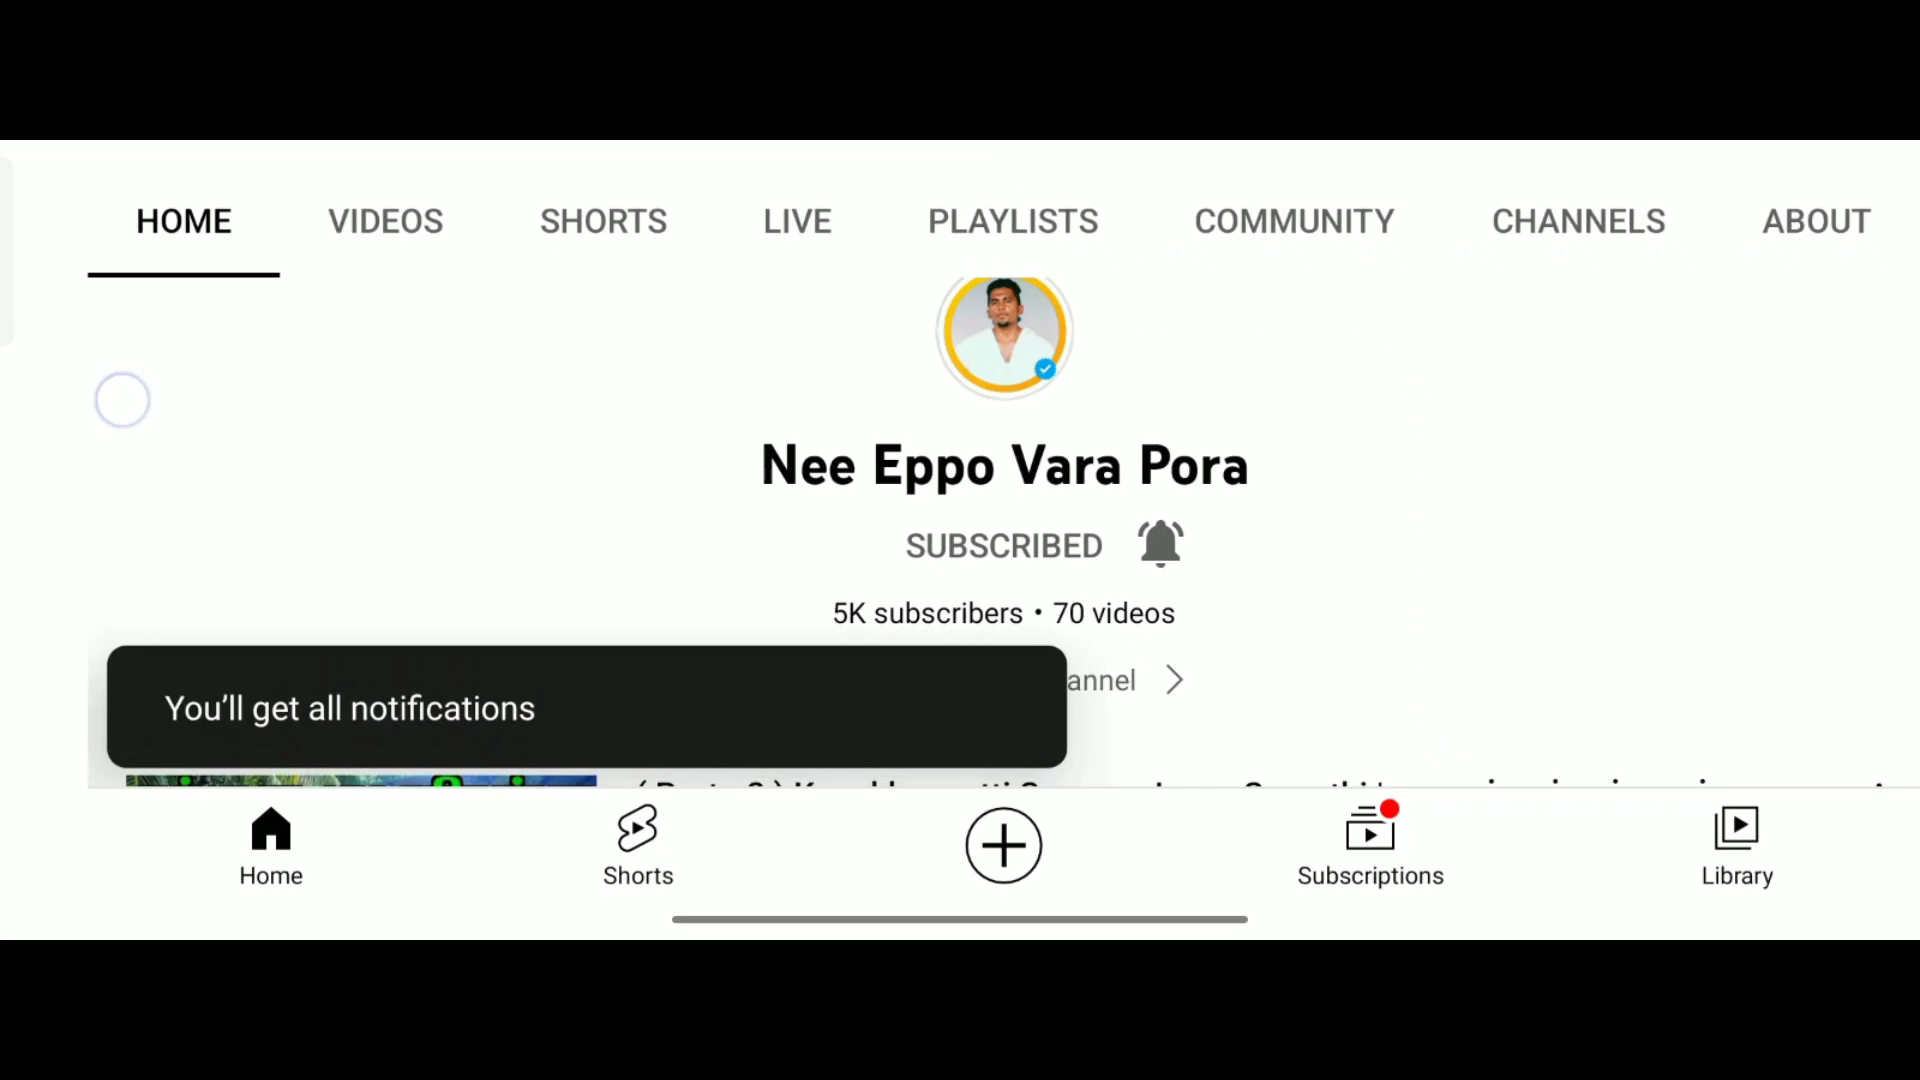 HOME VIDEOS SHORTS LIVE PLAYLISTS COMMUNITY CHANNELS ABOUT
Nee Eppo Vara Pora
SUBSCRIBED
5K subscribers • 70 videos
annel
You’ll get all notifications
Home Shorts Subscriptions Library